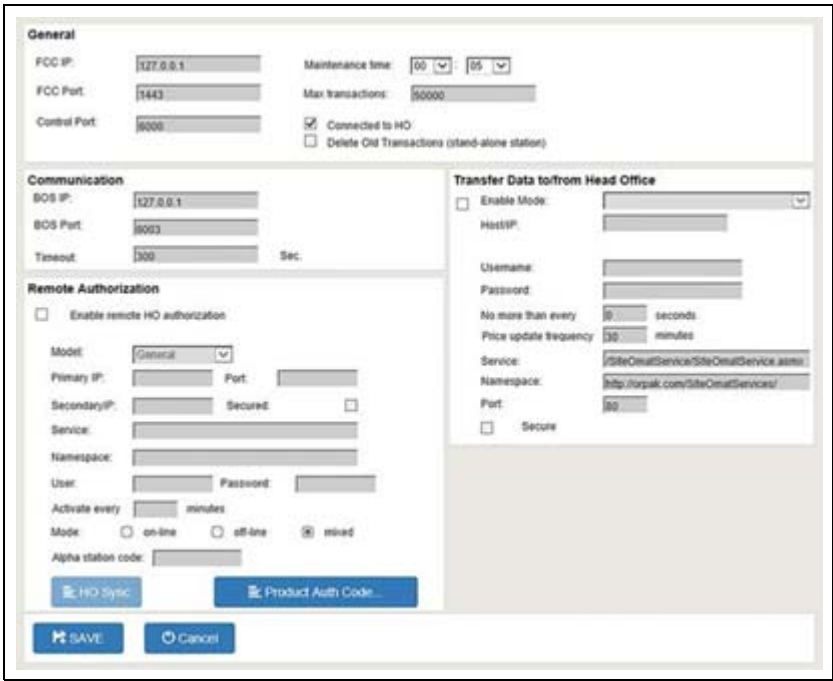 General
FCC IP: 127.0.0.1 Maintenance time: 00 : 05
FCC Port: 1443 Max transactions: 50000
Control Port: 6000 Connected to HO
Delete Old Transactions (stand-alone station)
Communication
BOS IP: 127.0.0.1
BOS Port: 6003
Timeout: 300 Sec.
Transfer Data to/from Head Office
Enable Mode:
Host/IP:
Username:
Password:
No more than every 0 seconds
Price update frequency 30 minutes
Service: /SiteOmatService/SiteOmatService.asmx
Namespace: http://orpak.com/SiteOmatServices/
Port: 80
Secure
Remote Authorization
Enable remote HO authorization
Model: General
Primary IP: Port:
SecondaryIP: Secured:
Service:
Namespace:
User: Password:
Activate every minutes
Mode: on-line off-line mixed
Alpha station code:
HO Sync Product Auth Code...
SAVE Cancel